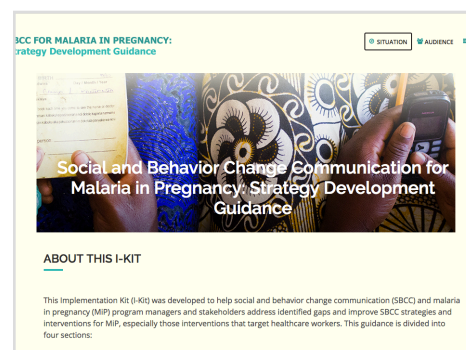 BCC FOR MALARIA IN PREGNANCY:
trategy Development Guidance
SITUATION
AUDIENCE
Social and Behavior Change Communication for
Malaria in Pregnancy: Strategy Development
Guidance
ABOUT THIS I-KIT
This Implementation Kit (I-Kit) was developed to help social and behavior change communication (SBCC) and malaria
in pregnancy (MiP) program managers and stakeholders address identified gaps and improve SBCC strategies and
interventions for MiP, especially those interventions that target healthcare workers. This guidance is divided into
four sections: